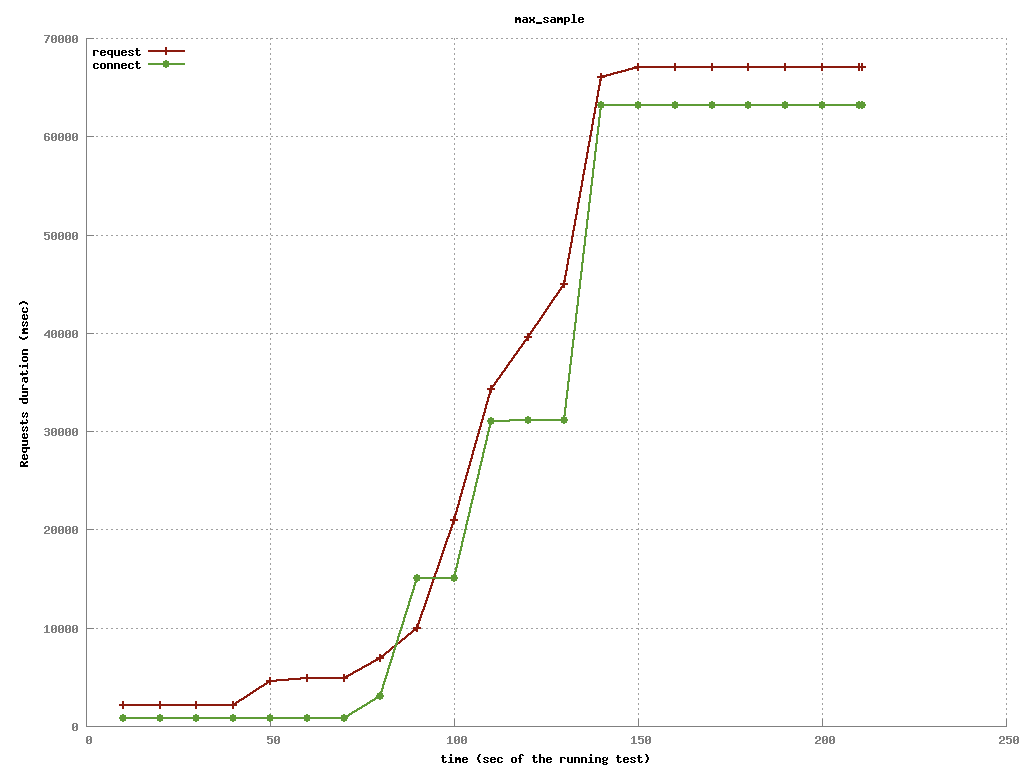 max_sample
70000
request
connect
60000
50000
40000
30000
20000
10000
0
Requests duration (msec)
0 50 100 150 200 250
time (sec of the running test)